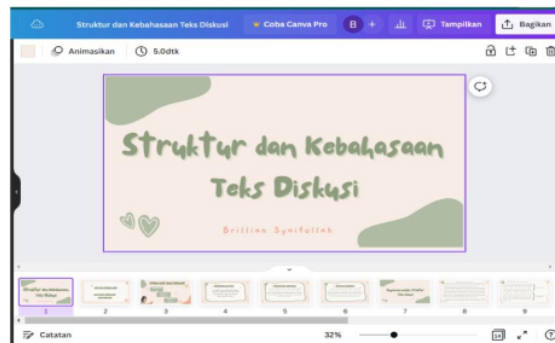 Struktur dan Kebahasaan Teks Diskusi
Coba Canva Pro
B
+
Tampilkan
Bagikan
Animasikan
5.0dtk
Struktur dan Kebahasaan
Teks Diskusi
Brillian Syaifullah
1
2
3
4
5
6
7
8
9
Catatan
32%
14